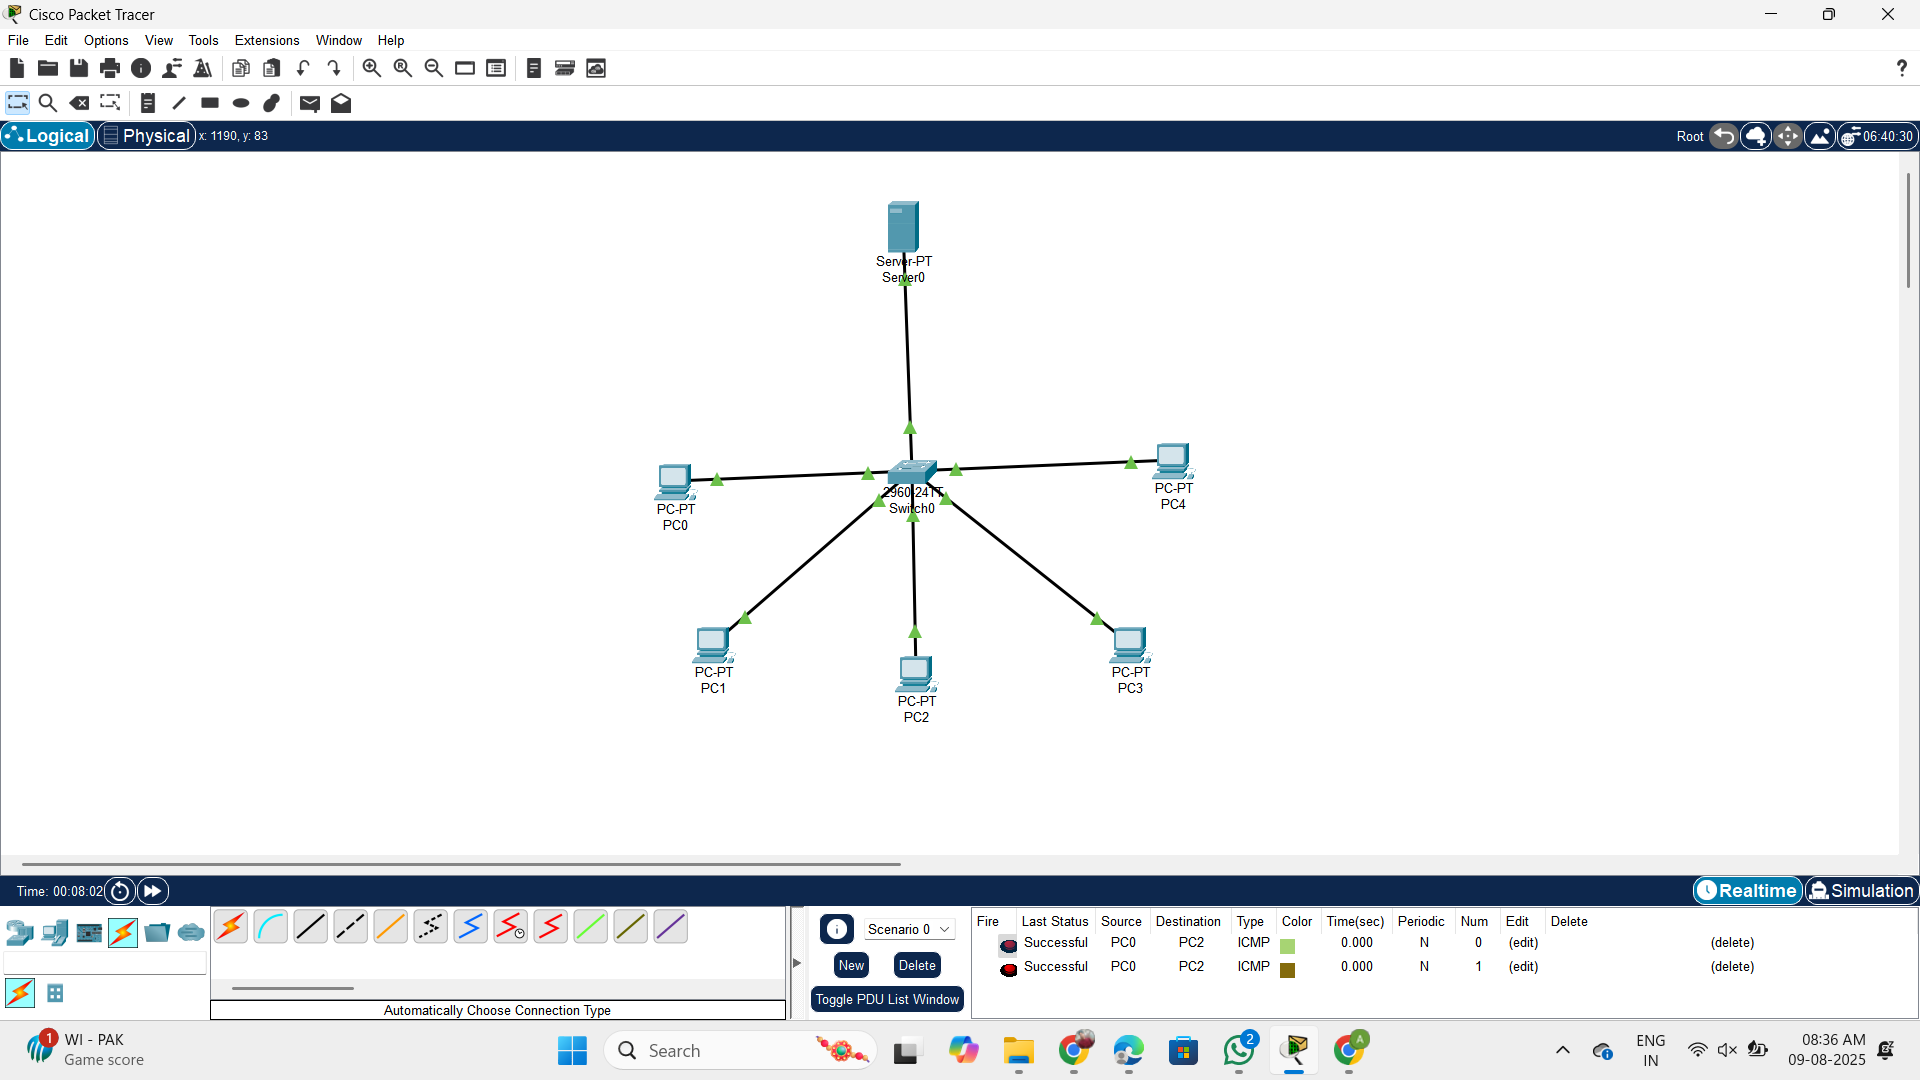 Cisco Packet Tracer
File Edit Options View Tools Extensions Window Help
?
Logical Physical x: 1190, y: 83 Root 06:40:30
Server-PT
Server0
2960-24TT
Switch0
PC-PT
PC0
PC-PT
PC4
PC-PT
PC1
PC-PT
PC2
PC-PT
PC3
Time: 00:08:02 Realtime Simulation
Scenario 0
New Delete
Toggle PDU List Window
Automatically Choose Connection Type
Fire Last Status Source Destination Type Color Time(sec) Periodic Num Edit Delete
Successful PC0 PC2 ICMP 0.000 N 0 (edit) (delete)
Successful PC0 PC2 ICMP 0.000 N 1 (edit) (delete)
1
WI - PAK
Game score
Search
2
A
ENG
IN
08:36 AM
09-08-2025